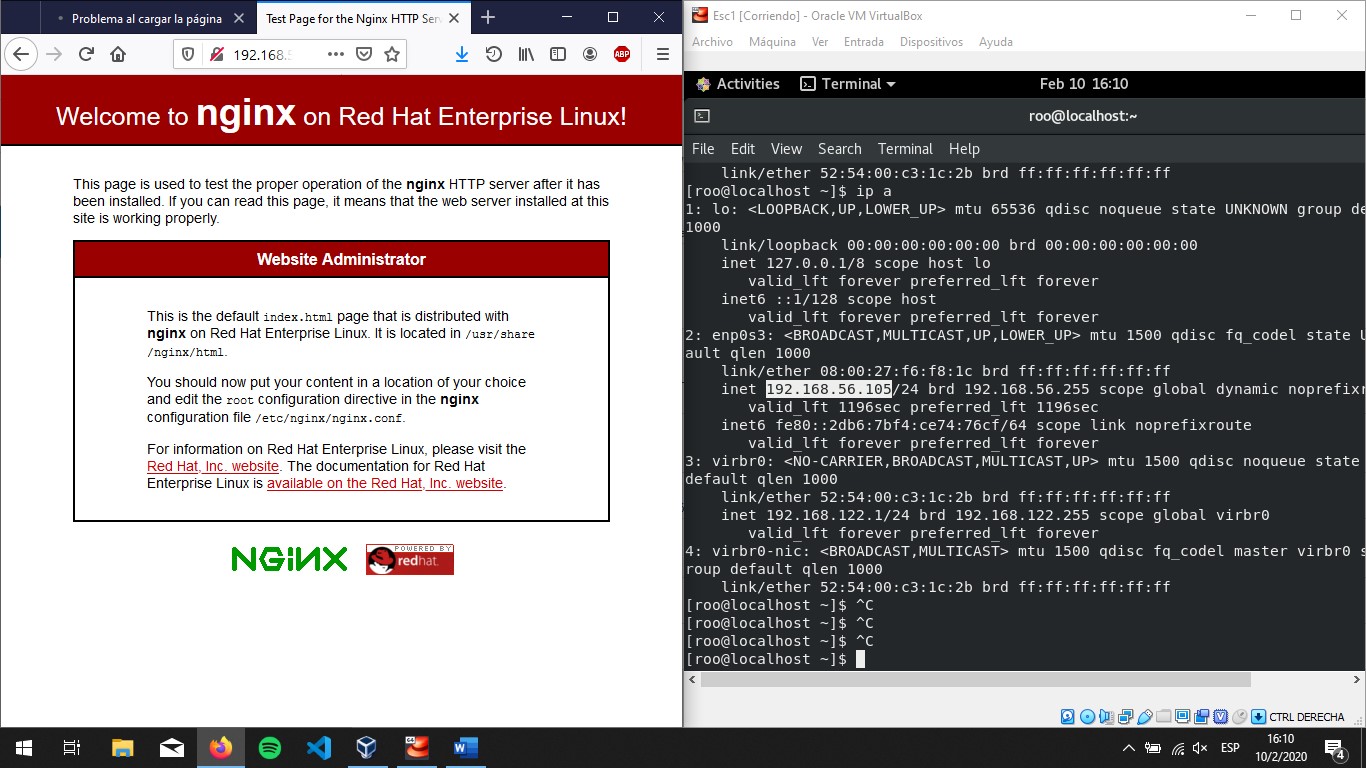 Problema al cargar la página
Test Page for the Nginx HTTP Ser
192.168.5
ABP
Welcome to nginx on Red Hat Enterprise Linux!
This page is used to test the proper operation of the nginx HTTP server after it has
been installed. If you can read this page, it means that the web server installed at this
site is working properly.
Website Administrator
This is the default index.html page that is distributed with
nginx on Red Hat Enterprise Linux. It is located in /usr/share
/nginx/html.
You should now put your content in a location of your choice
and edit the root configuration directive in the nginx
configuration file /etc/nginx/nginx.conf.
For information on Red Hat Enterprise Linux, please visit the
Red Hat, Inc. website. The documentation for Red Hat
Enterprise Linux is available on the Red Hat, Inc. website.
NGINX
POWERED BY
redhat.
Esc1 [Corriendo] - Oracle VM VirtualBox
Archivo Máquina Ver Entrada Dispositivos Ayuda
Activities Terminal Feb 10 16:10
roo@localhost:~
File Edit View Search Terminal Help
link/ether 52:54:00:c3:1c:2b brd ff:ff:ff:ff:ff:ff
[roo@localhost ~]$ ip a
1: lo: <LOOPBACK,UP,LOWER_UP> mtu 65536 qdisc noqueue state UNKNOWN group de
1000
link/loopback 00:00:00:00:00:00 brd 00:00:00:00:00:00
inet 127.0.0.1/8 scope host lo
valid_lft forever preferred_lft forever
inet6 ::1/128 scope host
valid_lft forever preferred_lft forever
2: enp0s3: <BROADCAST,MULTICAST,UP,LOWER_UP> mtu 1500 qdisc fq_codel state U
ault qlen 1000
link/ether 08:00:27:f6:f8:1c brd ff:ff:ff:ff:ff:ff
inet 192.168.56.105/24 brd 192.168.56.255 scope global dynamic noprefixr
valid_lft 1196sec preferred_lft 1196sec
inet6 fe80::2db6:7bf4:ce74:76cf/64 scope link noprefixroute
valid_lft forever preferred_lft forever
3: virbr0: <NO-CARRIER,BROADCAST,MULTICAST,UP> mtu 1500 qdisc noqueue state
default qlen 1000
link/ether 52:54:00:c3:1c:2b brd ff:ff:ff:ff:ff:ff
inet 192.168.122.1/24 brd 192.168.122.255 scope global virbr0
valid_lft forever preferred_lft forever
4: virbr0-nic: <BROADCAST,MULTICAST> mtu 1500 qdisc fq_codel master virbr0 s
roup default qlen 1000
link/ether 52:54:00:c3:1c:2b brd ff:ff:ff:ff:ff:ff
[roo@localhost ~]$ ^C
[roo@localhost ~]$ ^C
[roo@localhost ~]$ ^C
[roo@localhost ~]$
CTRL DERECHA
64
ESP
16:10
10/2/2020
4